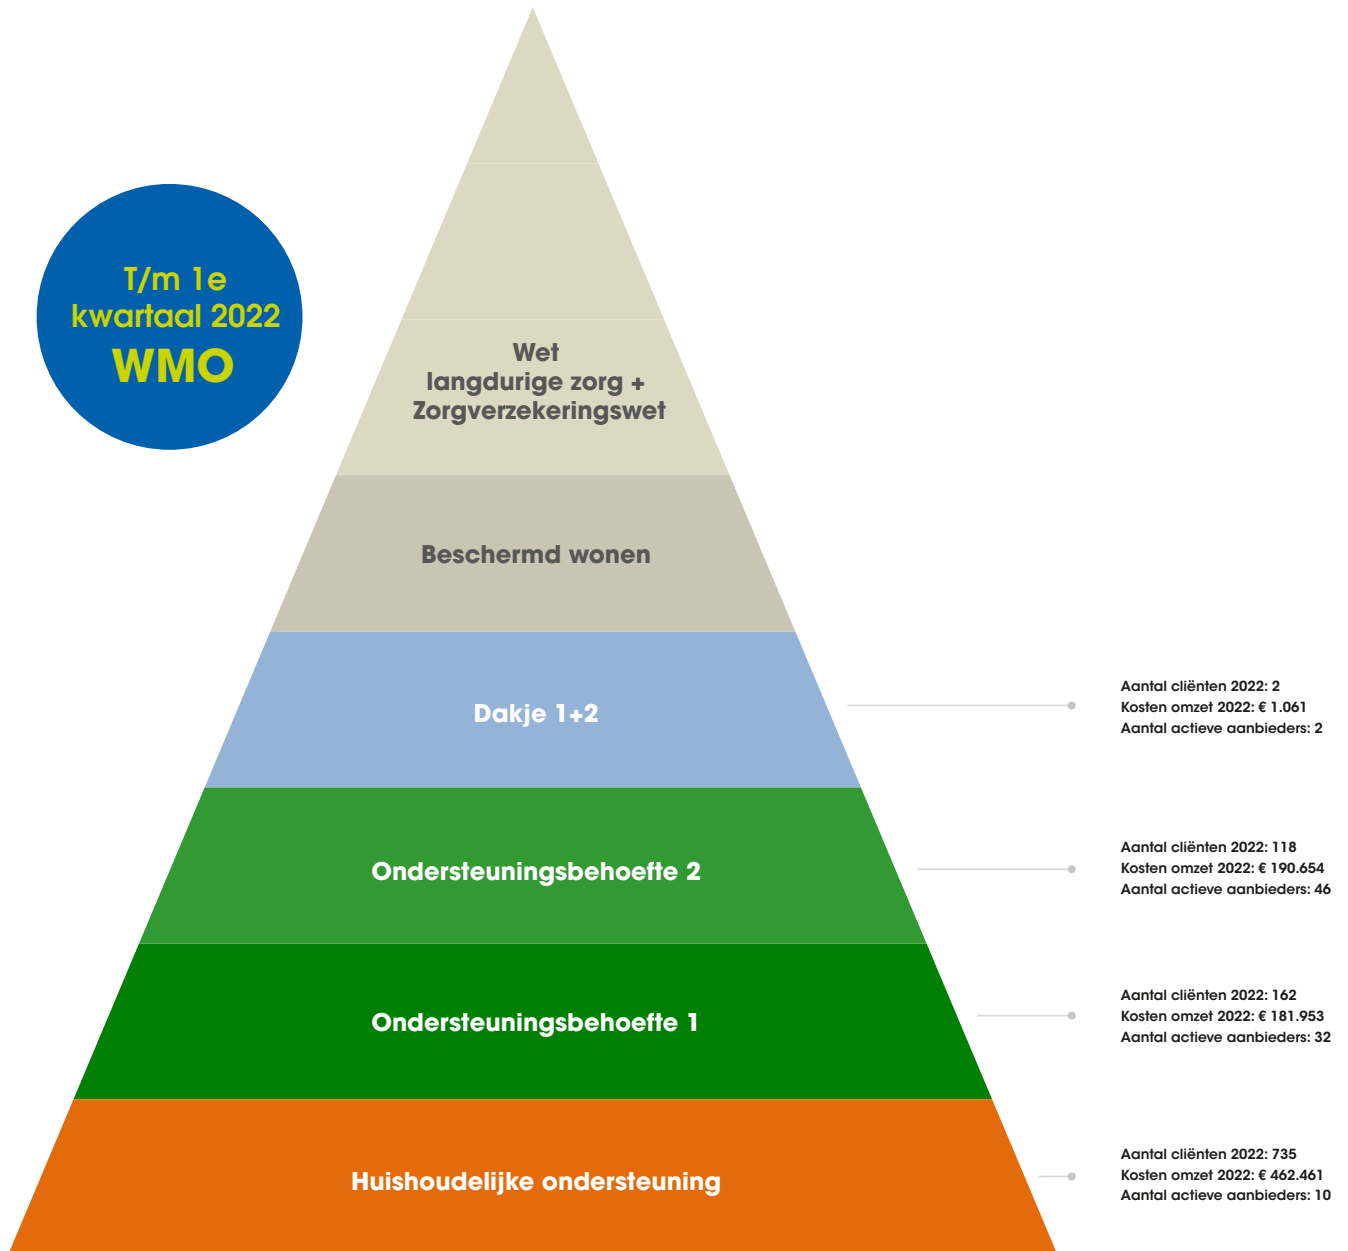 T/m 1e
kwartaal 2022
WMO
Wet
langdurige zorg +
Zorgverzekeringswet
Beschermd wonen
Dakje 1+2
Aantal cliënten 2022: 2
Kosten omzet 2022: € 1.061
Aantal actieve aanbieders: 2
Ondersteuningsbehoefte 2
Aantal cliënten 2022: 118
Kosten omzet 2022: € 190.654
Aantal actieve aanbieders: 46
Ondersteuningsbehoefte 1
Aantal cliënten 2022: 162
Kosten omzet 2022: € 181.953
Aantal actieve aanbieders: 32
Huishoudelijke ondersteuning
Aantal cliënten 2022: 735
Kosten omzet 2022: € 462.461
Aantal actieve aanbieders: 10